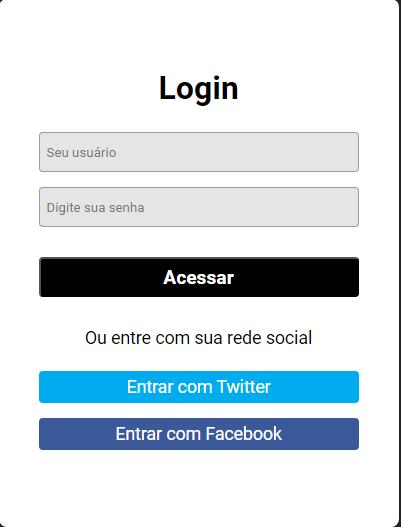 Login
Seu usuário
Digite sua senha
Acessar
Ou entre com sua rede social
Entrar com Twitter
Entrar com Facebook